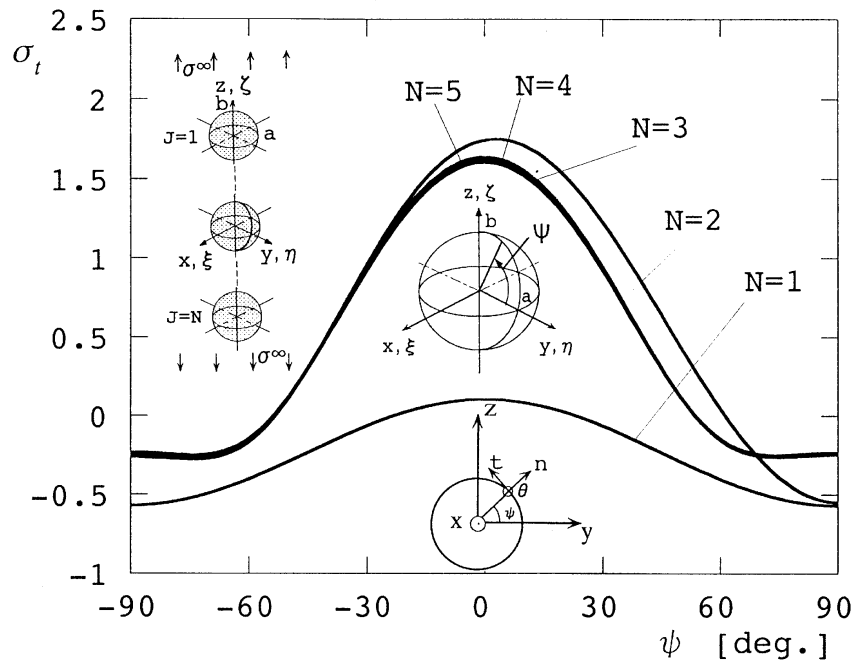 σt
2.5
2
1.5
1
0.5
0
−0.5
−1
−90
−60
−30
0
30
60
90
ψ [deg.]
σ∞
z, ζ
b
J=1
a
x, ξ
y, η
J=N
σ∞
N=5
N=4
N=3
N=2
N=1
z, ζ
b
Ψ
a
x, ξ
y, η
z
t
n
θ
ψ
x
y